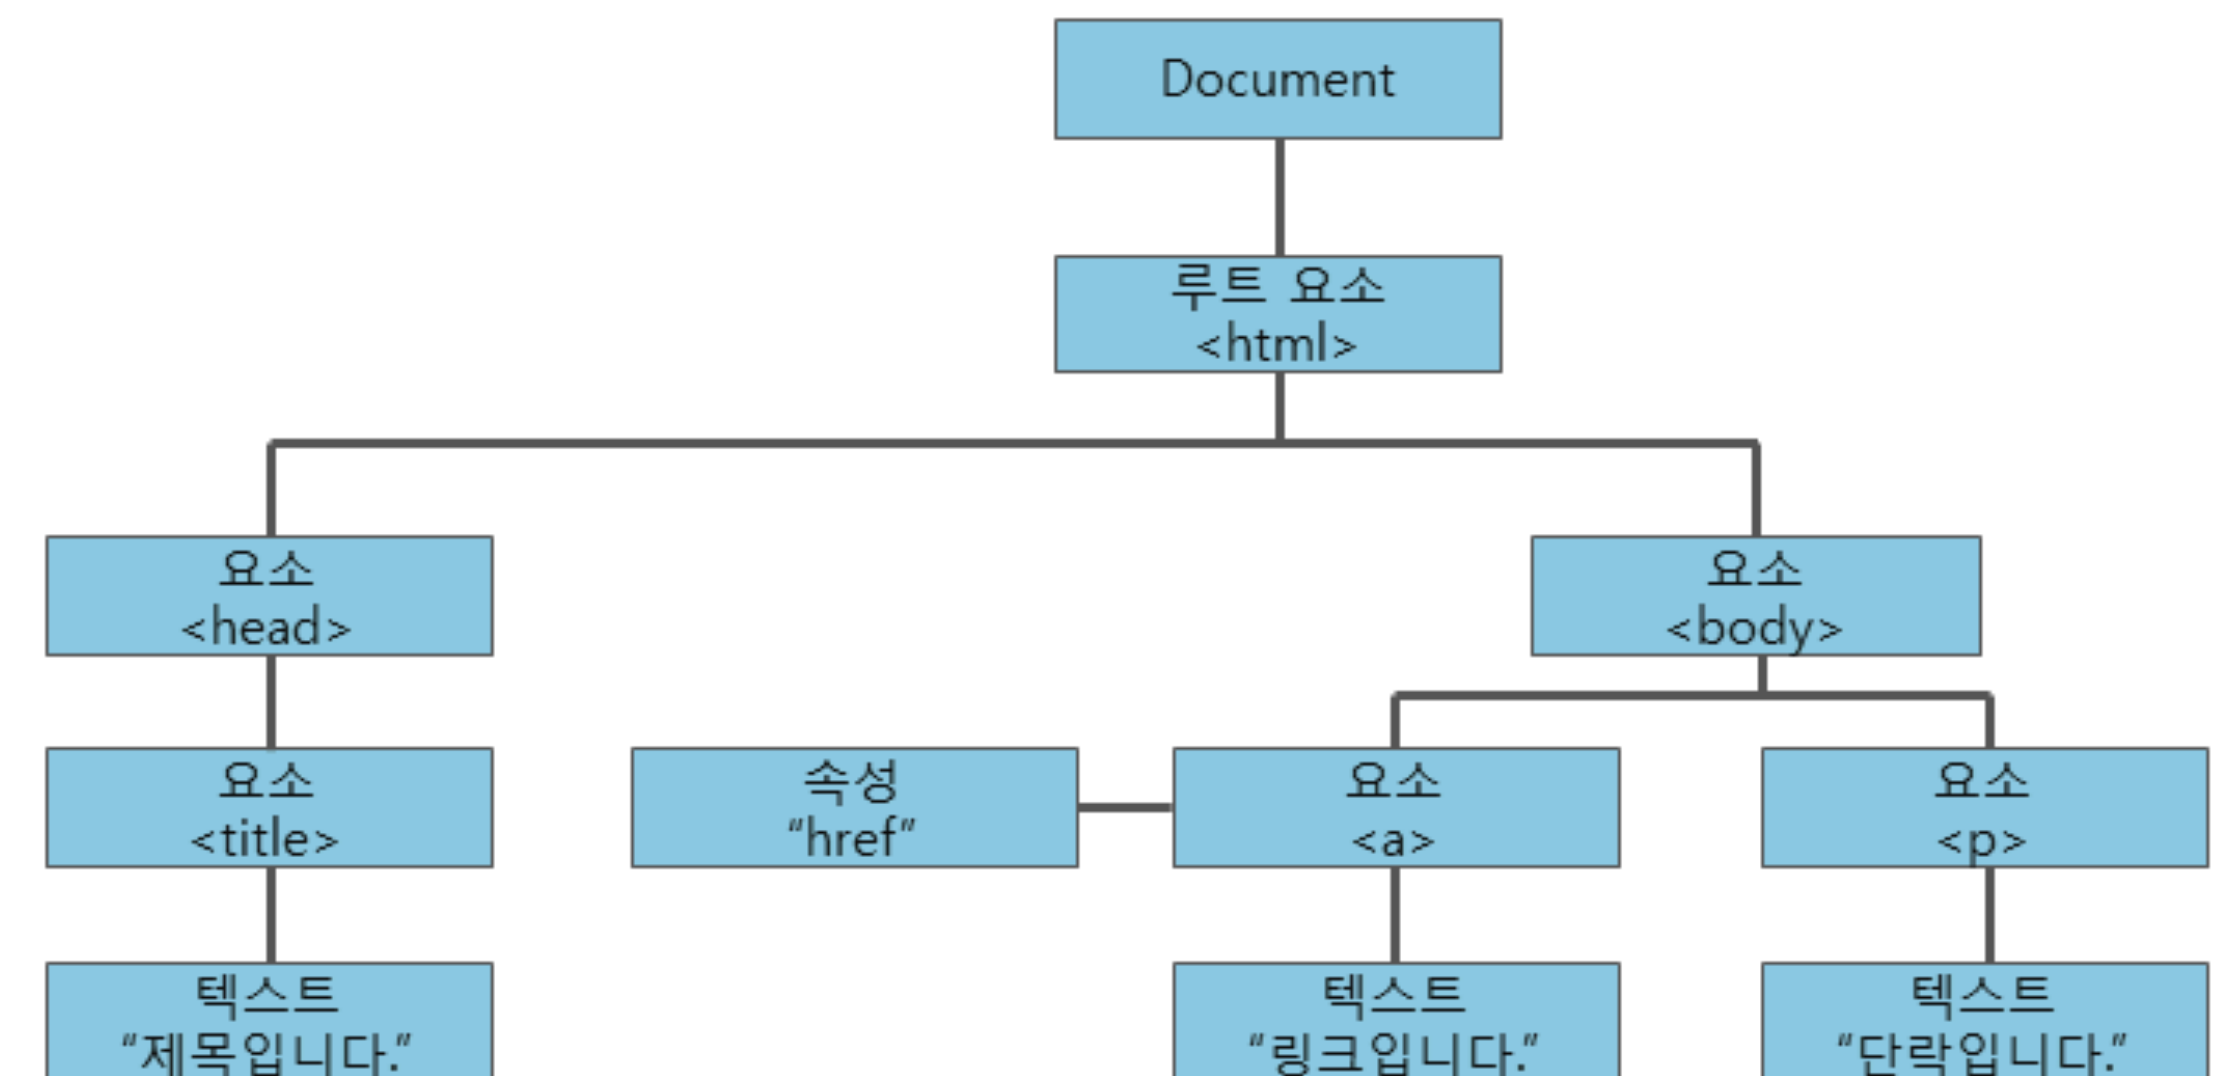 Document
루트 요소
<html>
요소
<head>
요소
<body>
요소
<title>
속성
"href"
요소
<a>
요소
<p>
텍스트
"제목입니다."
텍스트
"링크입니다."
텍스트
"단락입니다."